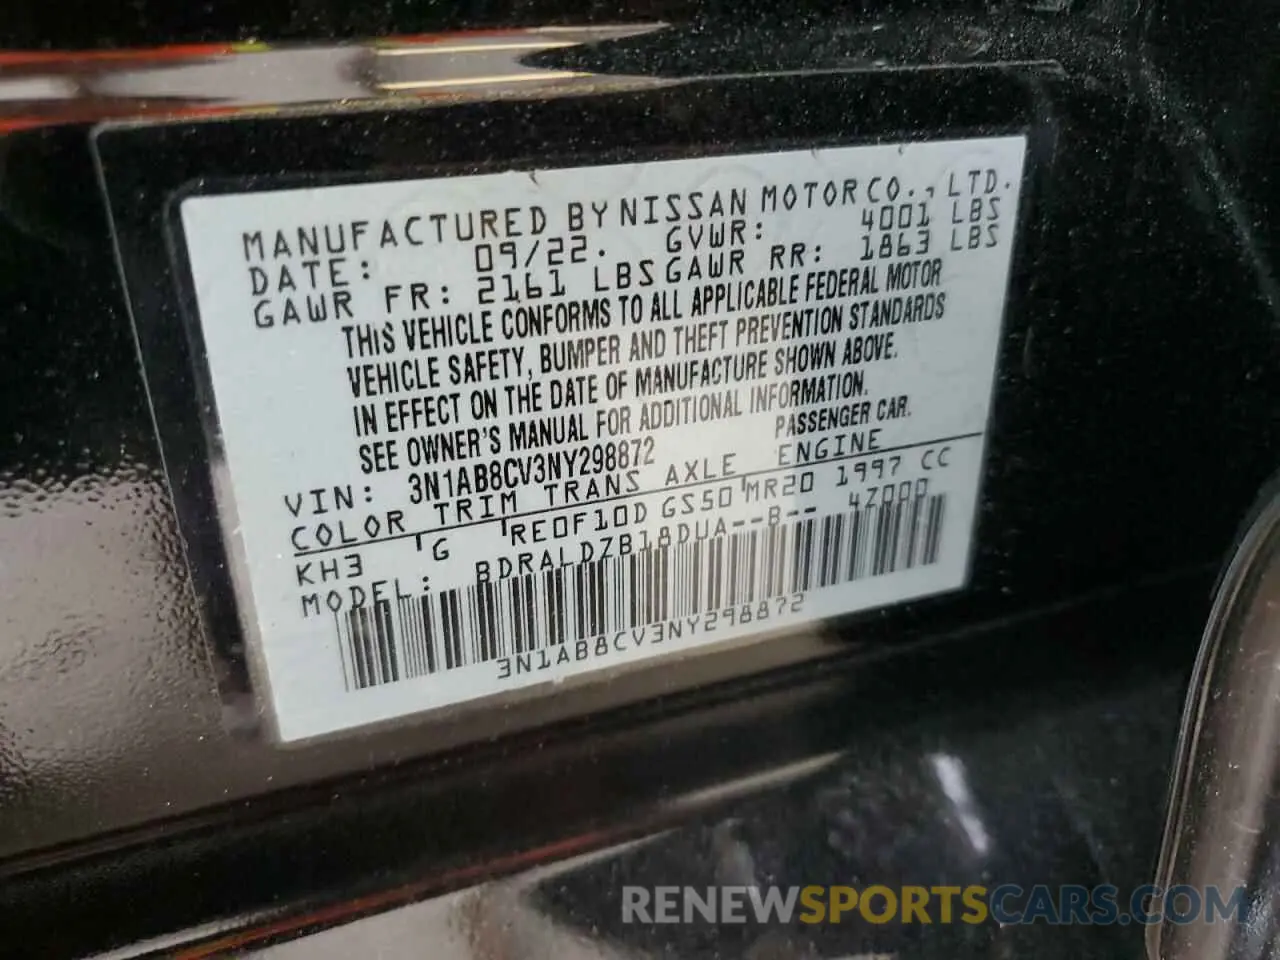 MANUFACTURED BY NISSAN MOTOR CO., LTD.
DATE: 09/22. GVWR: 4001 LBS
GAWR FR: 2161 LBS GAWR RR: 1863 LBS
THIS VEHICLE CONFORMS TO ALL APPLICABLE FEDERAL MOTOR
VEHICLE SAFETY, BUMPER AND THEFT PREVENTION STANDARDS
IN EFFECT ON THE DATE OF MANUFACTURE SHOWN ABOVE.
SEE OWNER'S MANUAL FOR ADDITIONAL INFORMATION.
VIN: 3N1AB8CV3NY298872 PASSENGER CAR.
COLOR TRIM TRANS AXLE ENGINE
KH3 G RE0F10D GS50 MR20 1997 CC
MODEL: BDRALDZB18DUA--B-- 4Z000
3N1AB8CV3NY298872
RENEWSPORTSCARS.COM